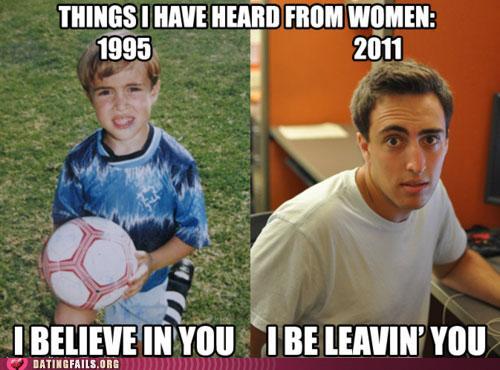 THINGS I HAVE HEARD FROM WOMEN:
1995 2011
I BELIEVE IN YOU I BE LEAVIN' YOU
DATINGFAILS.ORG